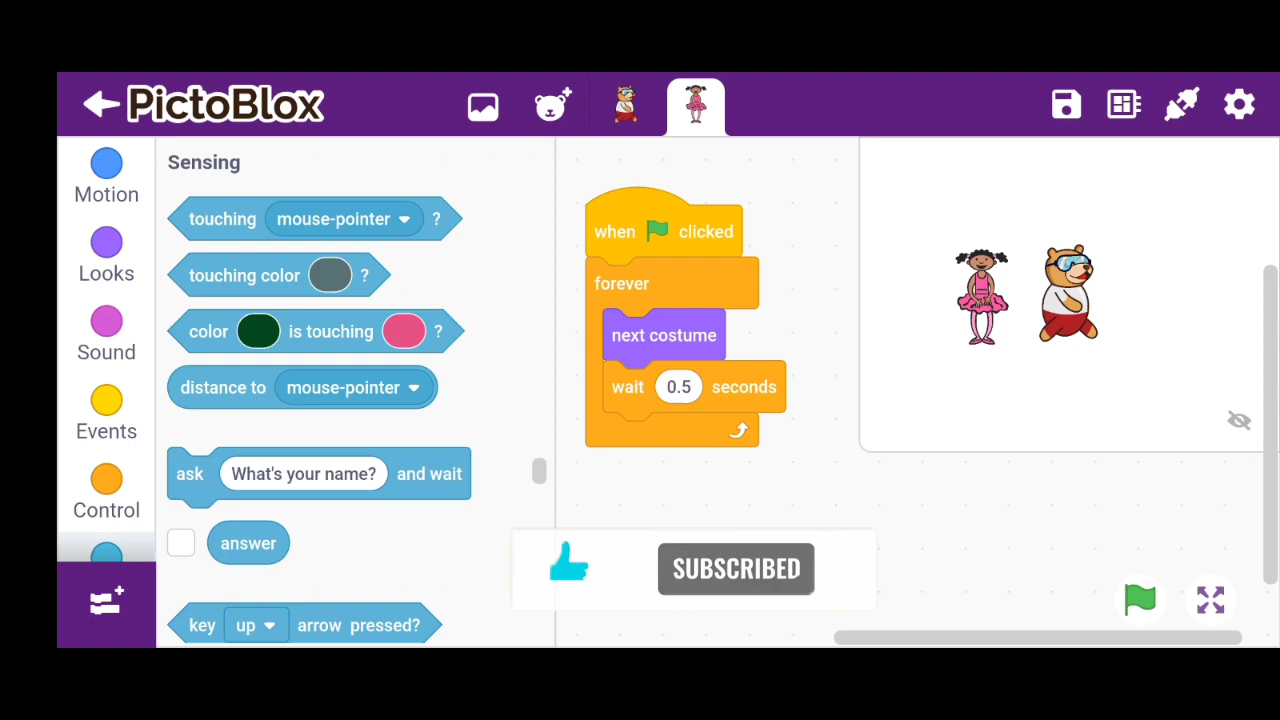 PictoBlox
Motion
Looks
Sound
Events
Control
Sensing
touching mouse-pointer ?
touching color ?
color is touching ?
distance to mouse-pointer
ask What's your name? and wait
answer
key up arrow pressed?
when clicked
forever
next costume
wait 0.5 seconds
SUBSCRIBED